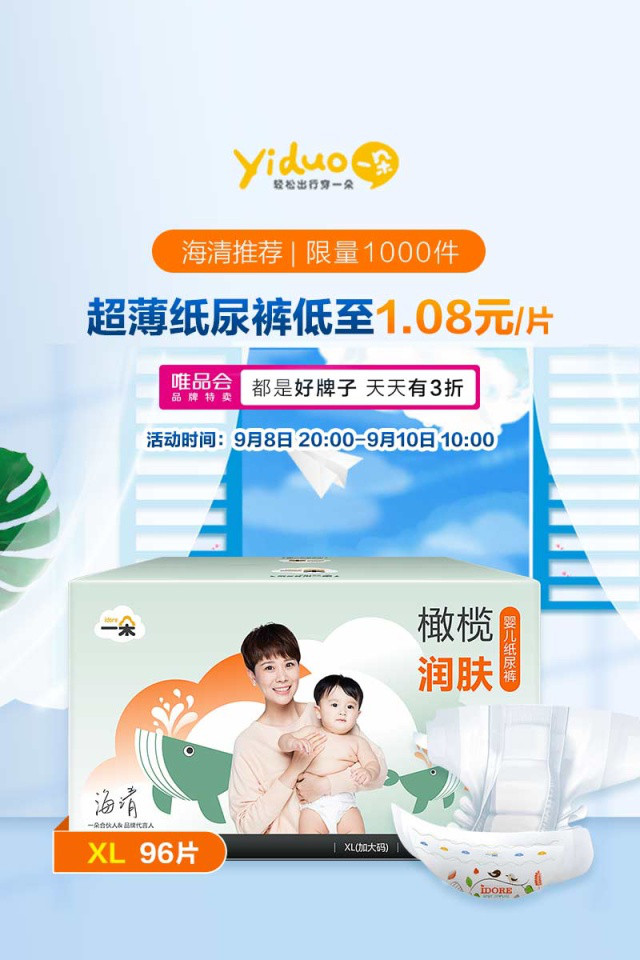 yiduo一朵
轻松出行穿一朵
海清推荐|限量1000件
超薄纸尿裤低至1.08元/片
唯品会
品牌特卖
都是好牌子 天天有3折
活动时间：9月8日 20:00-9月10日 10:00
一朵
橄榄
润肤
婴儿纸尿裤
海清
一朵合伙人&品牌代言人
XL 96片
XL(加大码)
iDORE